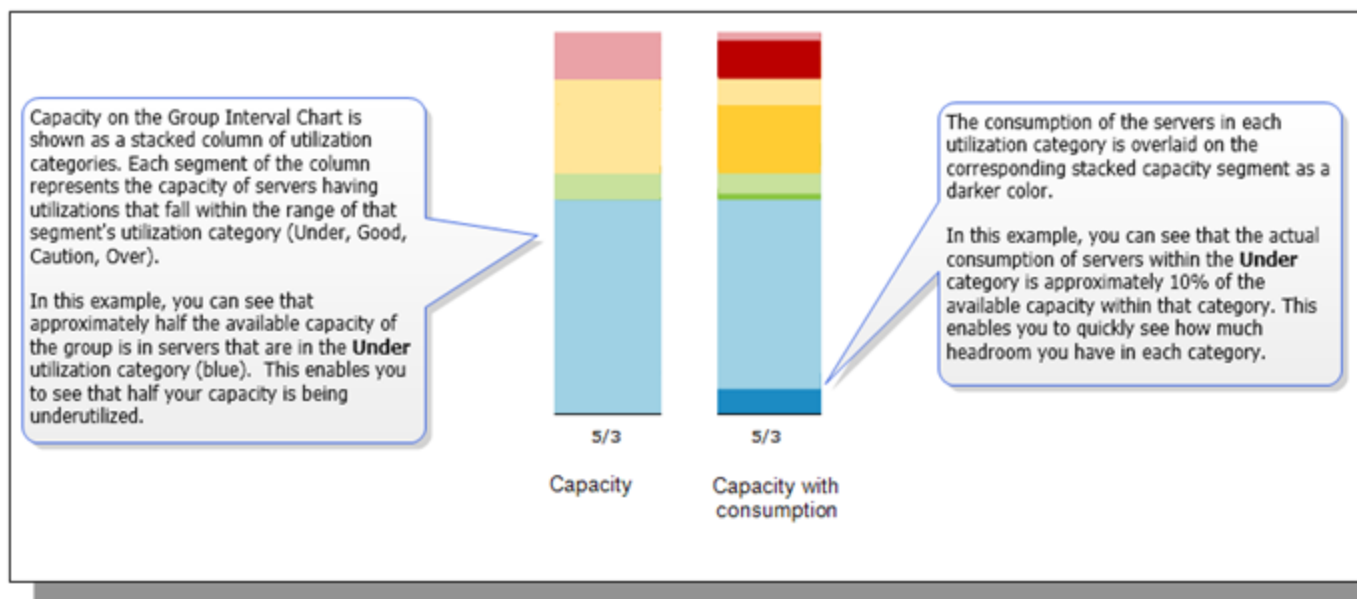 Capacity on the Group Interval Chart is
shown as a stacked column of utilization
categories. Each segment of the column
represents the capacity of servers having
utilizations that fall within the range of that
segment's utilization category (Under, Good,
Caution, Over).
In this example, you can see that
approximately half the available capacity of
the group is in servers that are in the Under
utilization category (blue).  This enables you
to see that half your capacity is being
underutilized.
The consumption of the servers in each
utilization category is overlaid on the
corresponding stacked capacity segment as a
darker color.
In this example, you can see that the actual
consumption of servers within the Under
category is approximately 10% of the
available capacity within that category. This
enables you to quickly see how much
headroom you have in each category.
5/3
5/3
Capacity
Capacity with
consumption